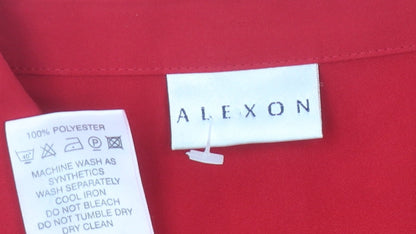 ALEXON
100% POLYESTER
MACHINE WASH AS
SYNTHETICS
WASH SEPARATELY
COOL IRON
DO NOT BLEACH
DO NOT TUMBLE DRY
DRY CLEAN